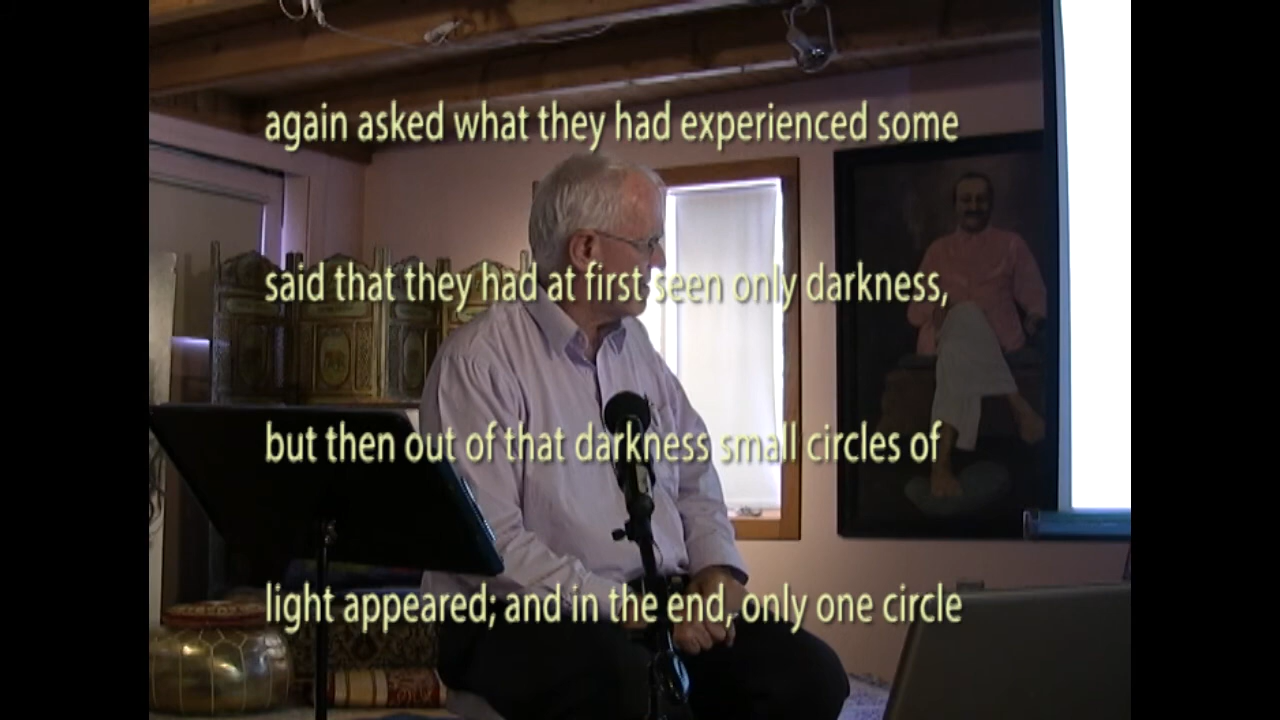 again asked what they had experienced some
said that they had at first seen only darkness,
but then out of that darkness small circles of
light appeared; and in the end, only one circle